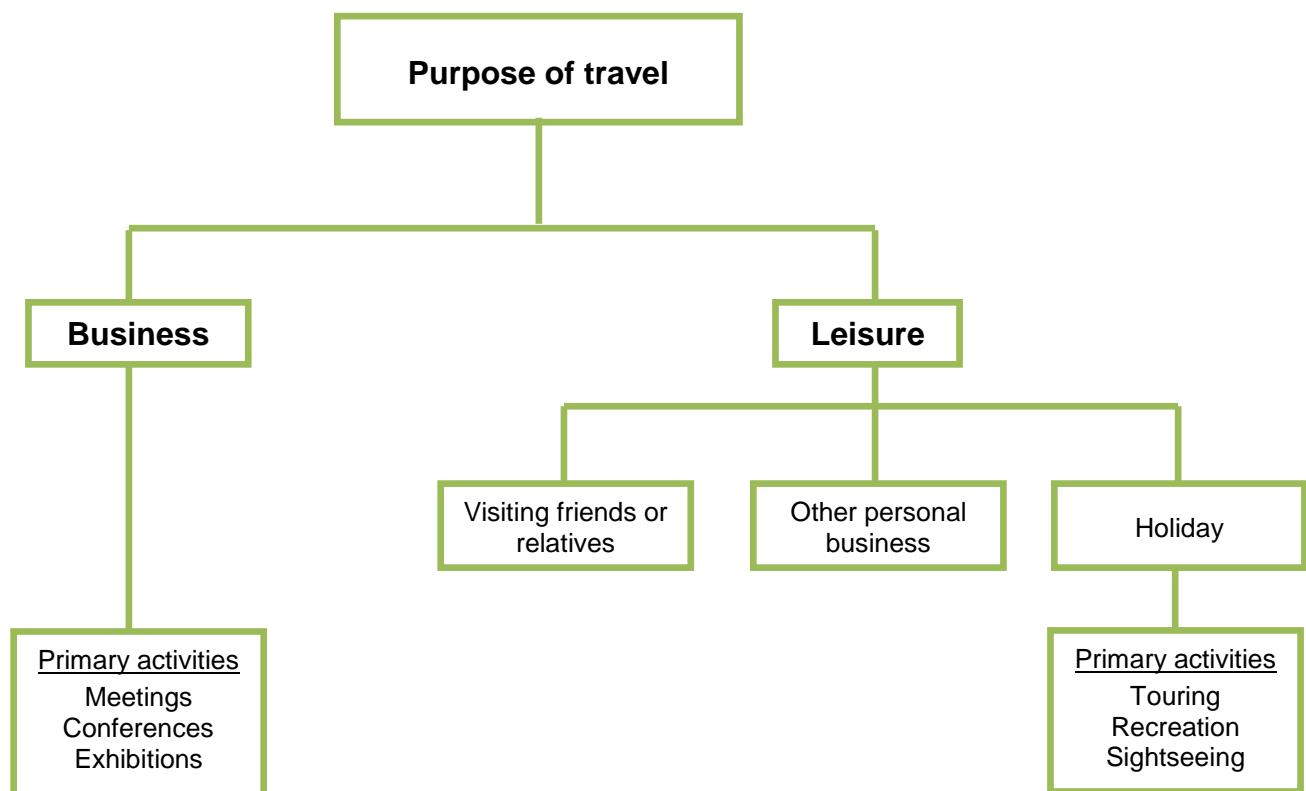 Purpose of travel
Business
Leisure
Visiting friends or
relatives
Other personal
business
Holiday
Primary activities
Meetings
Conferences
Exhibitions
Primary activities
Touring
Recreation
Sightseeing